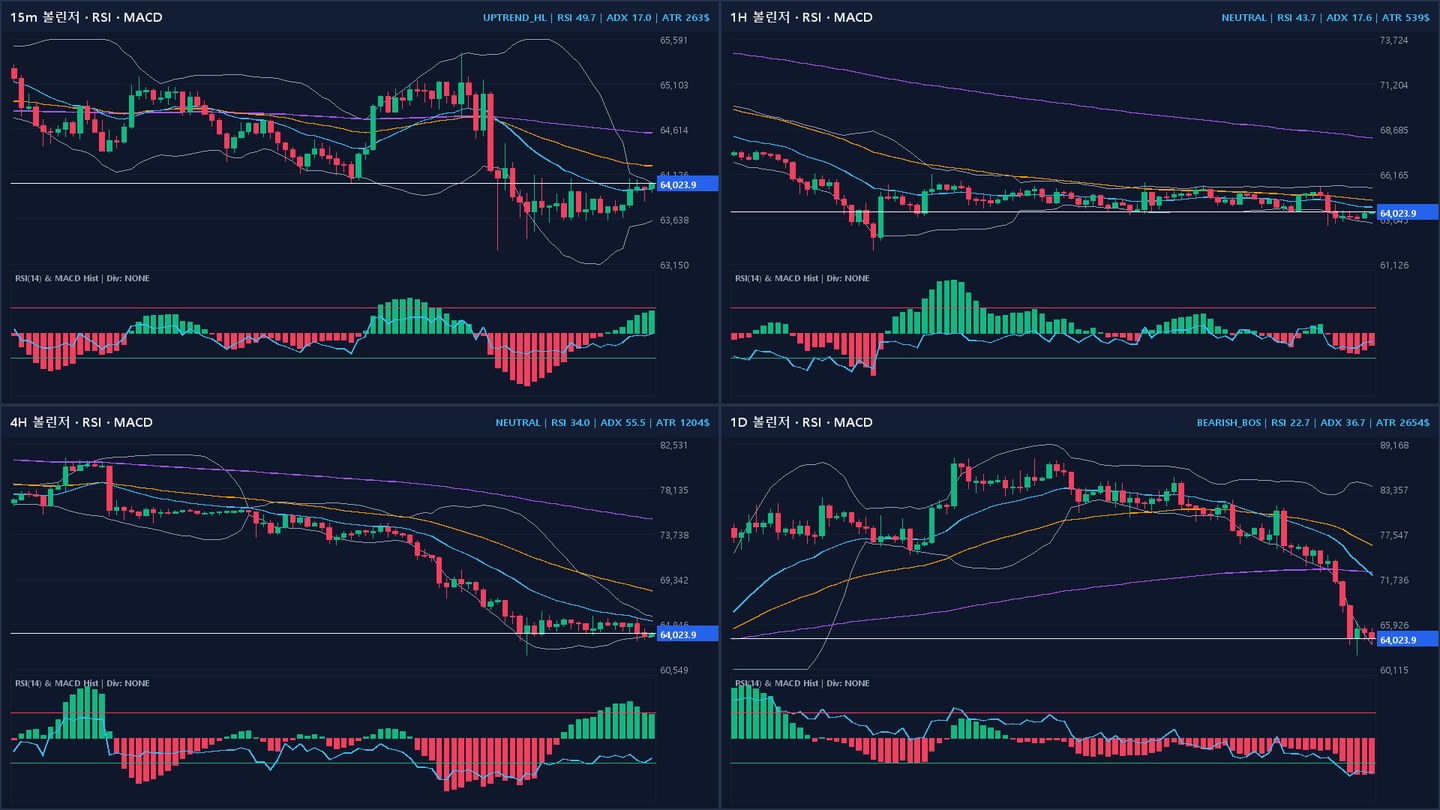 15m 볼린저 · RSI · MACD
UPTREND_HL | RSI 49.7 | ADX 17.0 | ATR 263$
65,591
65,103
64,614
64,023.9
63,638
63,150
RSI(14) & MACD Hist | Div: NONE
1H 볼린저 · RSI · MACD
NEUTRAL | RSI 43.7 | ADX 17.6 | ATR 539$
73,724
71,204
68,685
66,165
64,023.9
61,126
RSI(14) & MACD Hist | Div: NONE
4H 볼린저 · RSI · MACD
NEUTRAL | RSI 34.0 | ADX 55.5 | ATR 1204$
82,531
78,135
73,738
69,342
64,023.9
60,549
RSI(14) & MACD Hist | Div: NONE
1D 볼린저 · RSI · MACD
BEARISH_BOS | RSI 22.7 | ADX 36.7 | ATR 2654$
89,168
83,357
77,547
71,736
65,926
64,023.9
60,115
RSI(14) & MACD Hist | Div: NONE